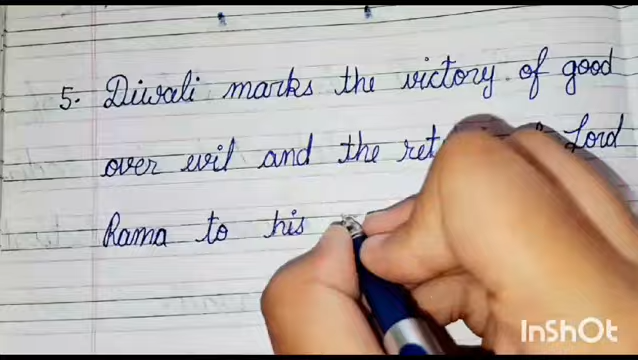 5. Diwali marks the victory of good
over evil and the Lord
Rama to his
InShOt